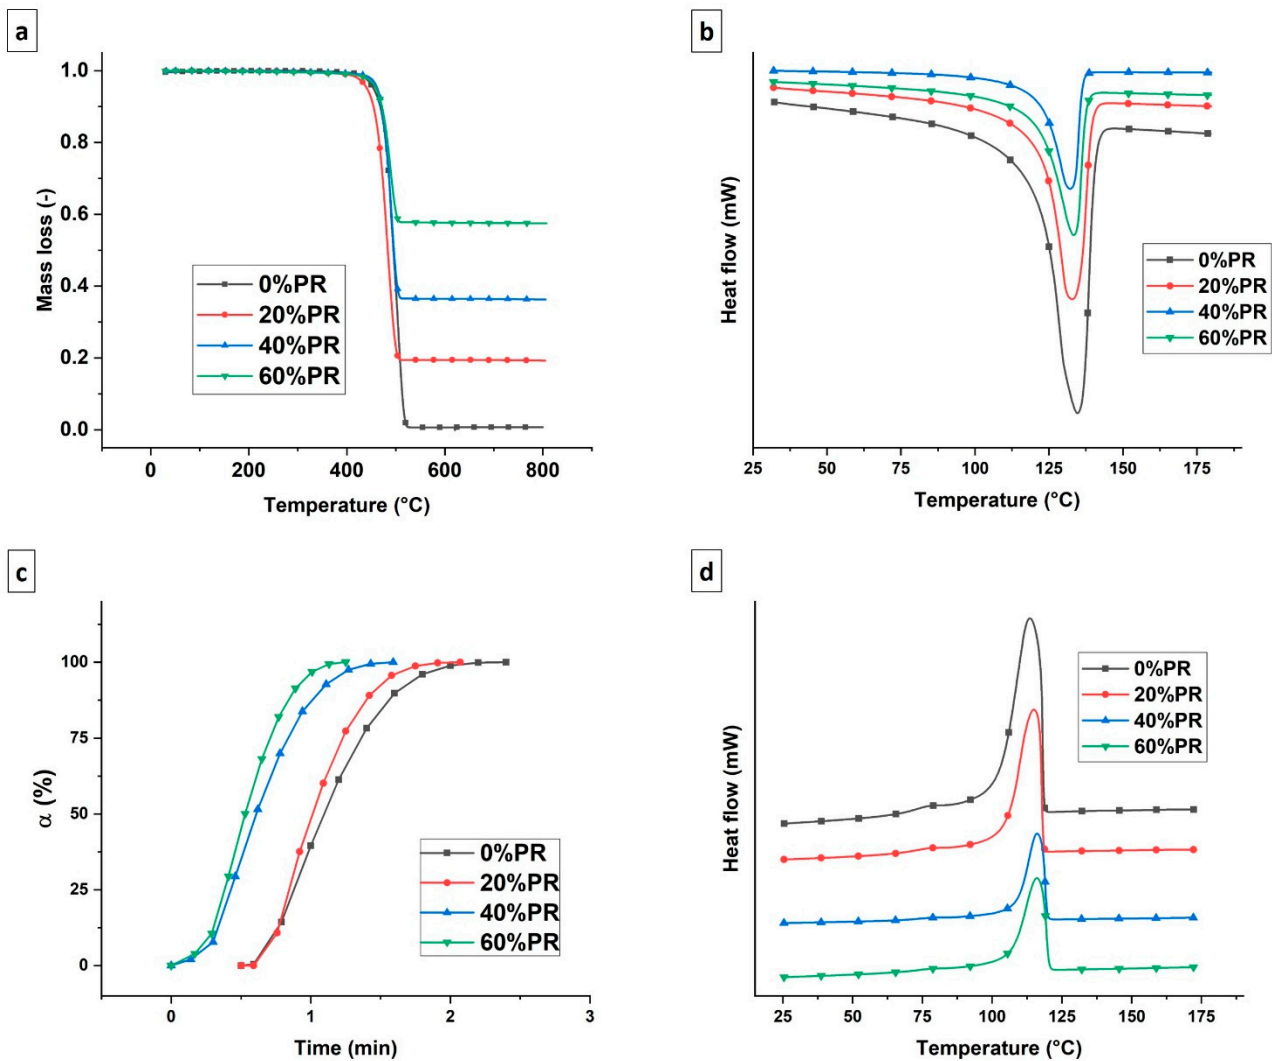 a
1.0
0.8
0.6
0.4
0.2
0.0
Mass loss (-)
0%PR
20%PR
40%PR
60%PR
0
200
400
600
800
Temperature (°C)
b
Heat flow (mW)
0%PR
20%PR
40%PR
60%PR
25
50
75
100
125
150
175
Temperature (°C)
c
100
75
50
25
0
α (%)
0%PR
20%PR
40%PR
60%PR
0
1
2
3
Time (min)
d
Heat flow (mW)
0%PR
20%PR
40%PR
60%PR
25
50
75
100
125
150
175
Temperature (°C)